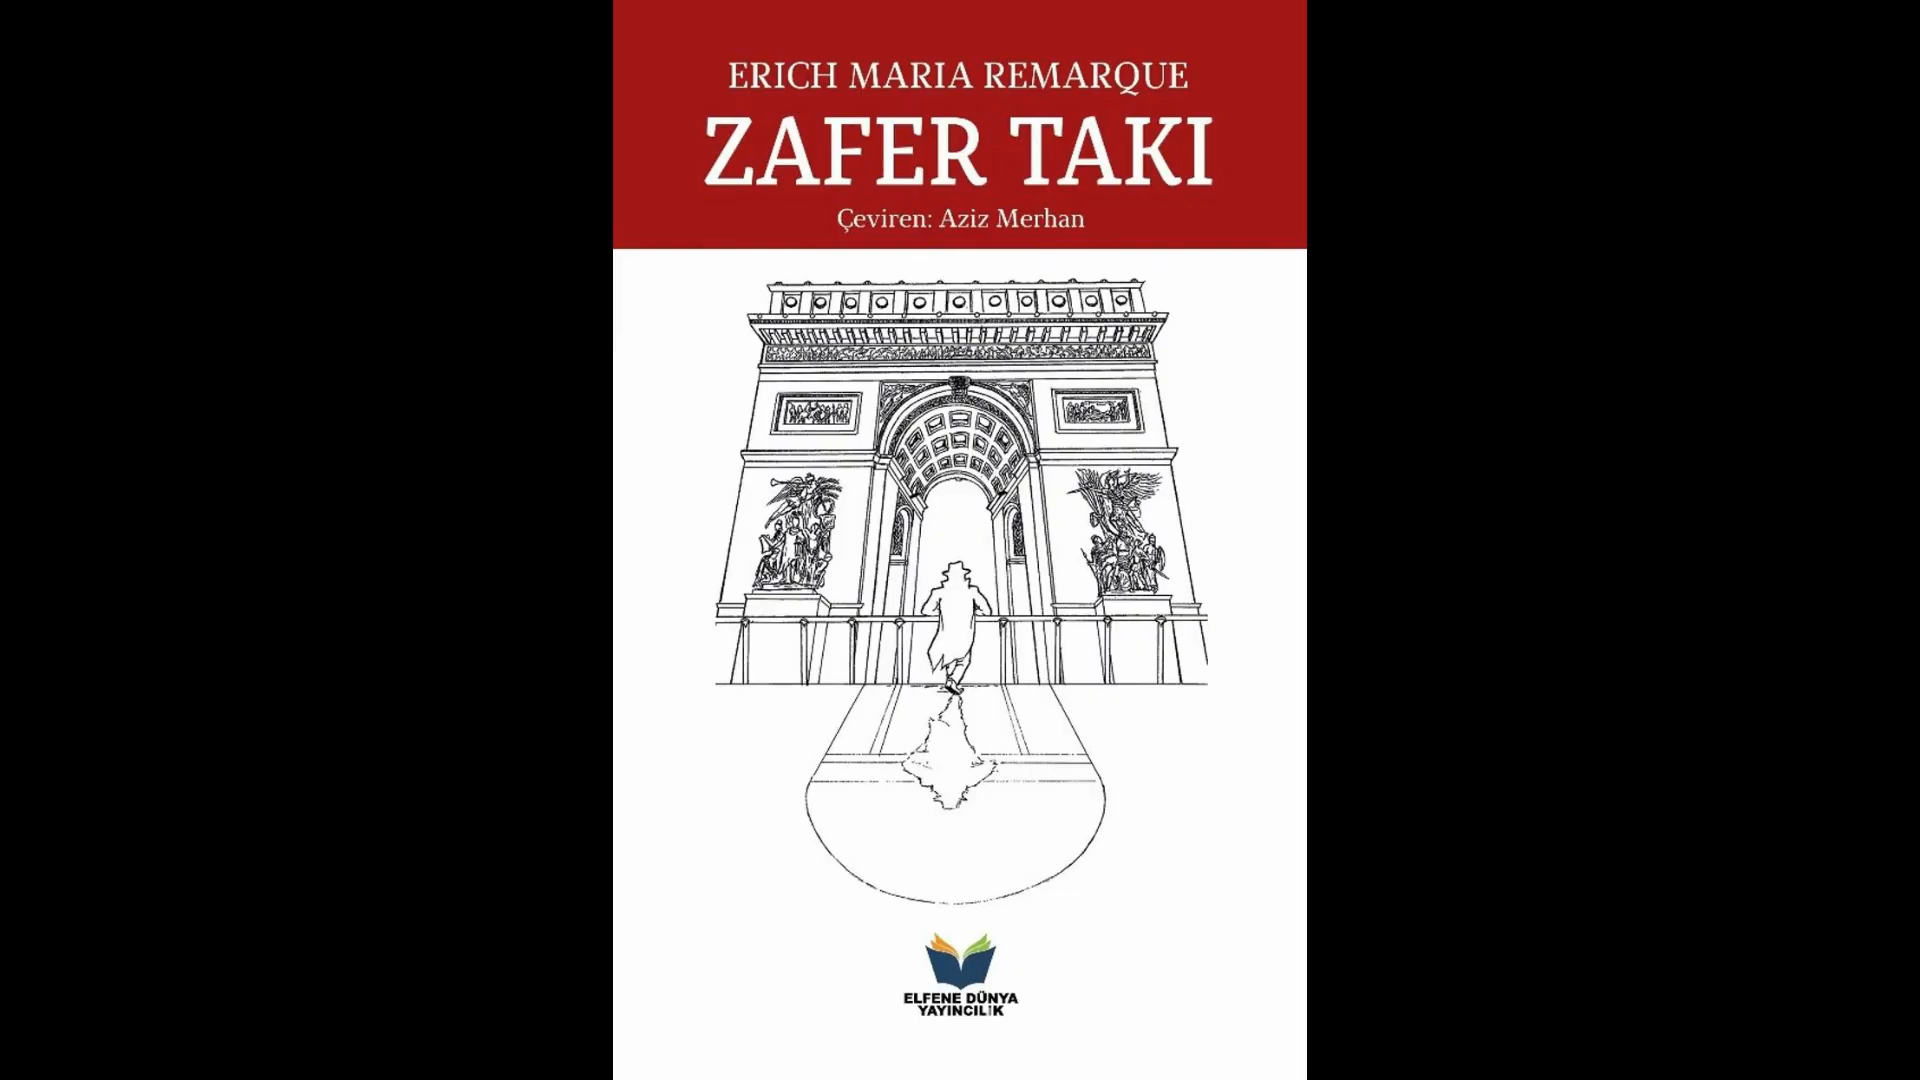 ERICH MARIA REMARQUE
ZAFER TAKI
Çeviren: Aziz Merhan
ELFENE DÜNYA
YAYINCILIK